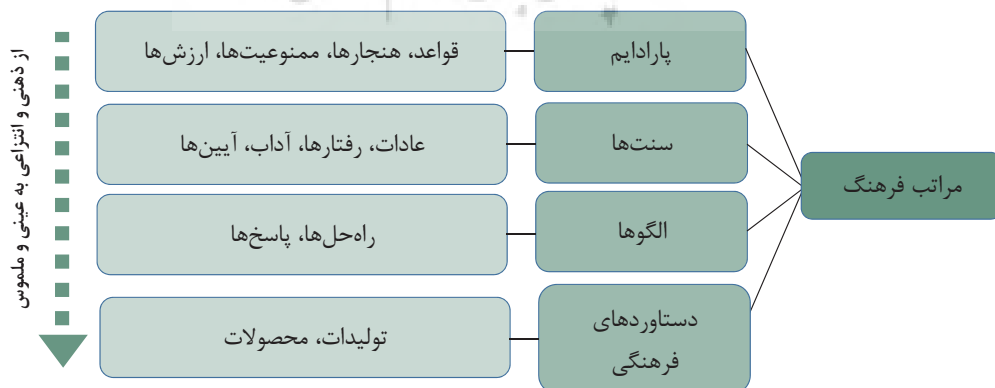 مراتب فرهنگ
پارادایم
قواعد، هنجارها، ممنوعیت‌ها، ارزش‌ها
سنت‌ها
عادات، رفتارها، آداب، آیین‌ها
الگوها
راه‌حل‌ها، پاسخ‌ها
دستاوردهای
فرهنگی
تولیدات، محصولات
از ذهنی و انتزاعی به عینی و ملموس